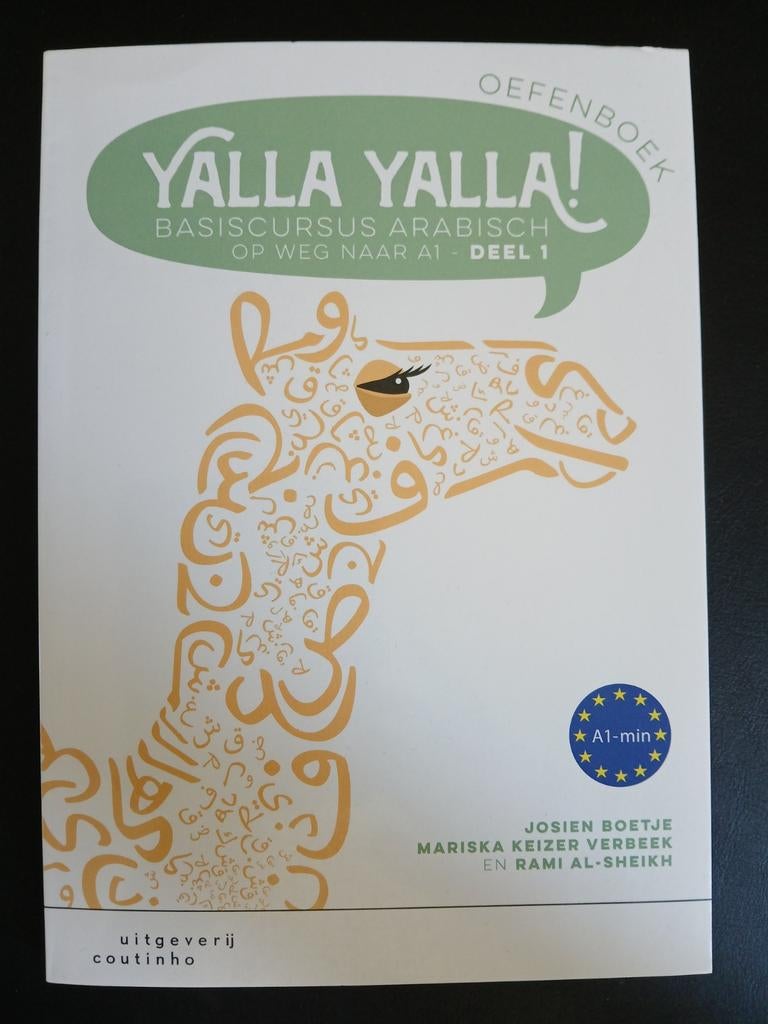 OEFENBOEK
YALLA YALLA!
BASISCURSUS ARABISCH
OP WEG NAAR A1 - DEEL 1
A1-min
JOSIEN BOETJE
MARISKA KEIZER VERBEEK
EN RAMI AL-SHEIKH
uitgeverij
coutinho